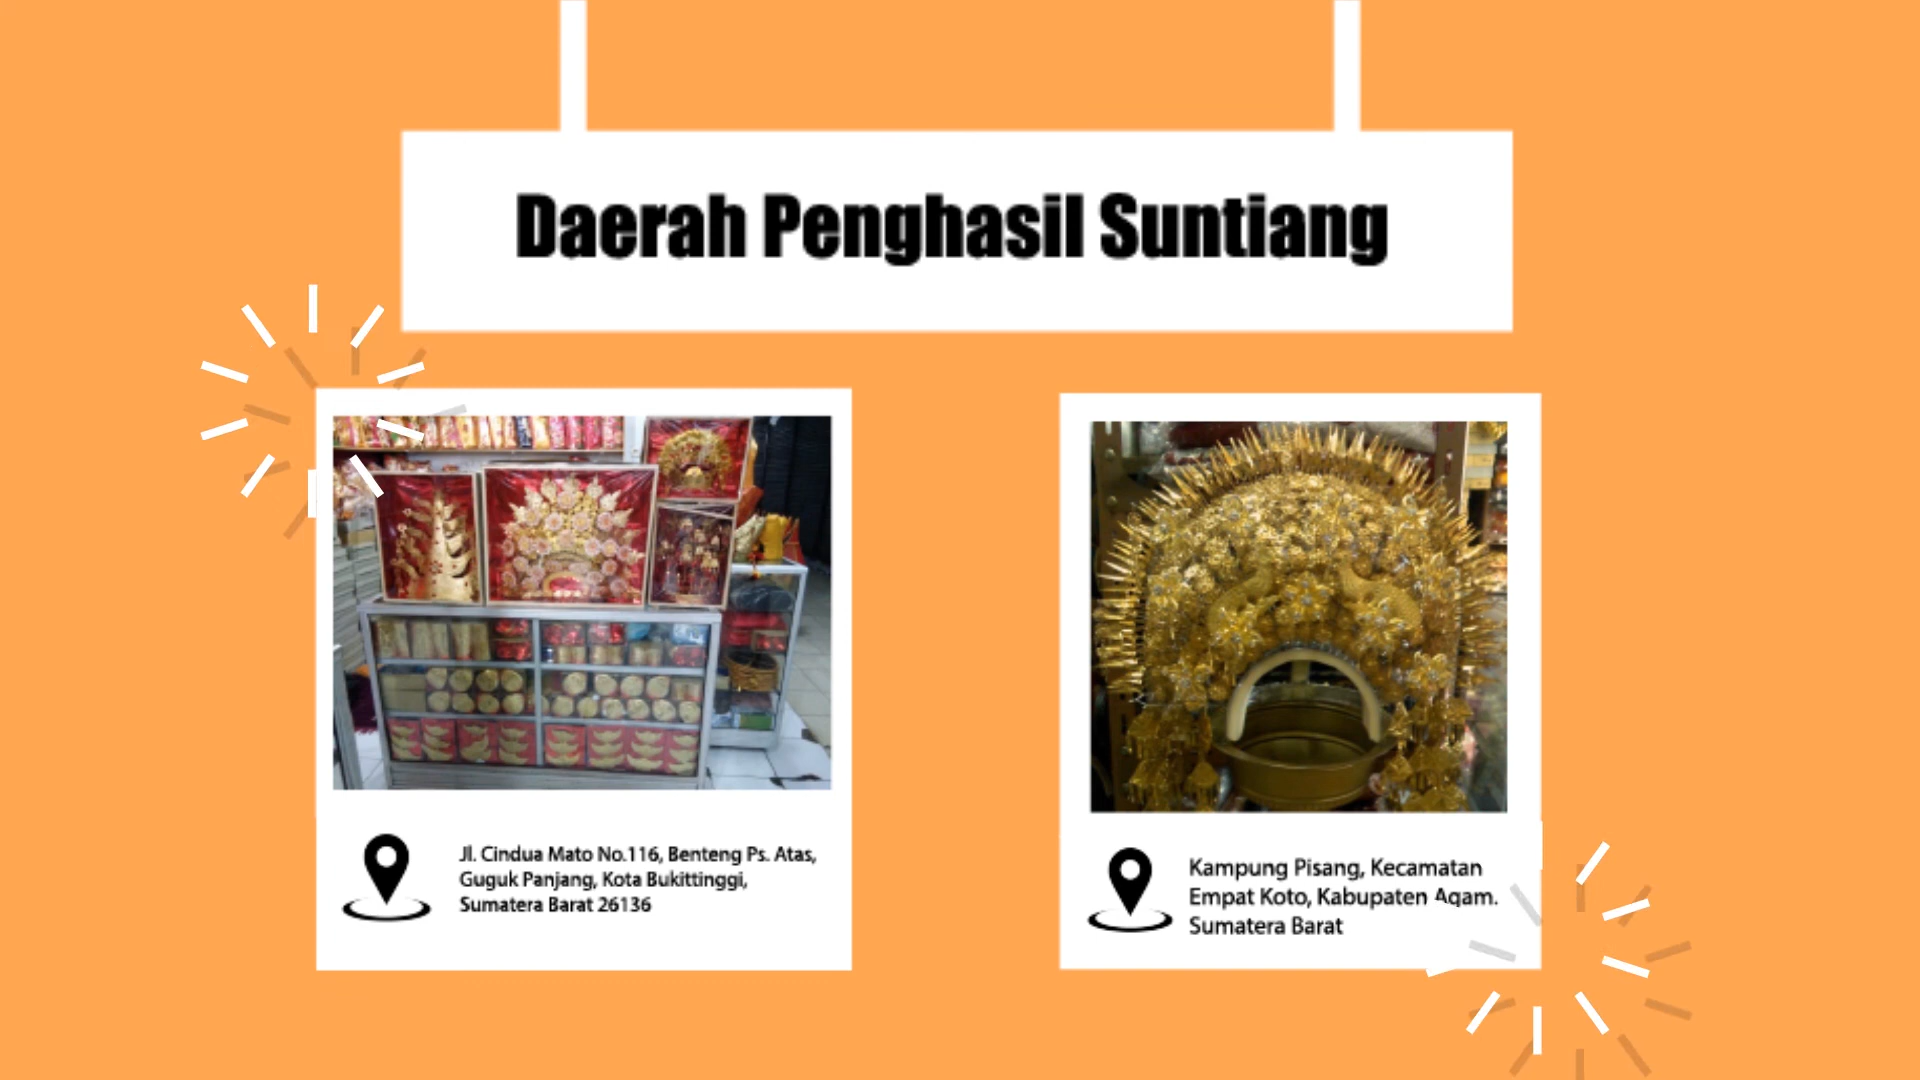 Daerah Penghasil Suntiang
Jl. Cindua Mato No.116, Benteng Ps. Atas,
Guguk Panjang, Kota Bukittinggi,
Sumatera Barat 26136
Kampung Pisang, Kecamatan
Empat Koto, Kabupaten Agam.
Sumatera Barat